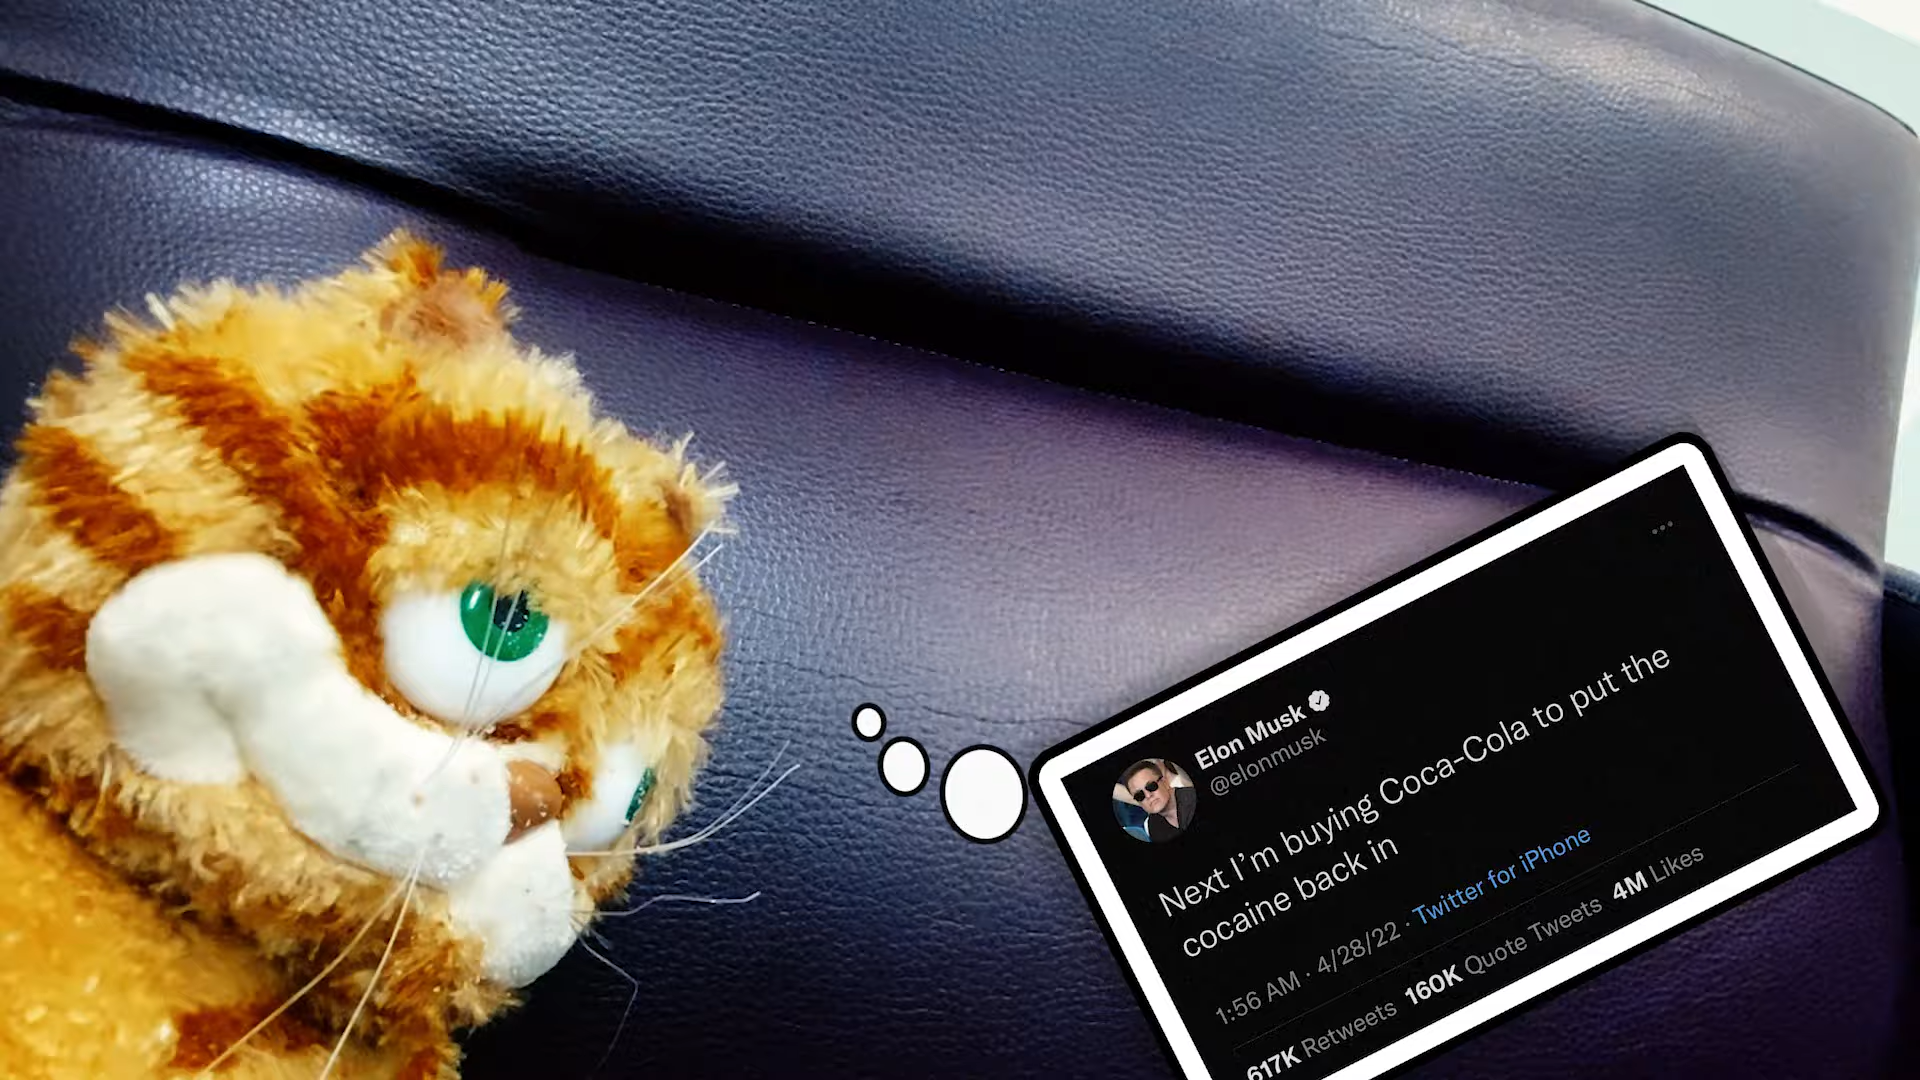 Elon Musk
@elonmusk
Next I'm buying Coca-Cola to put the
cocaine back in
1:56 AM · 4/28/22 · Twitter for iPhone
617K Retweets 160K Quote Tweets 4M Likes